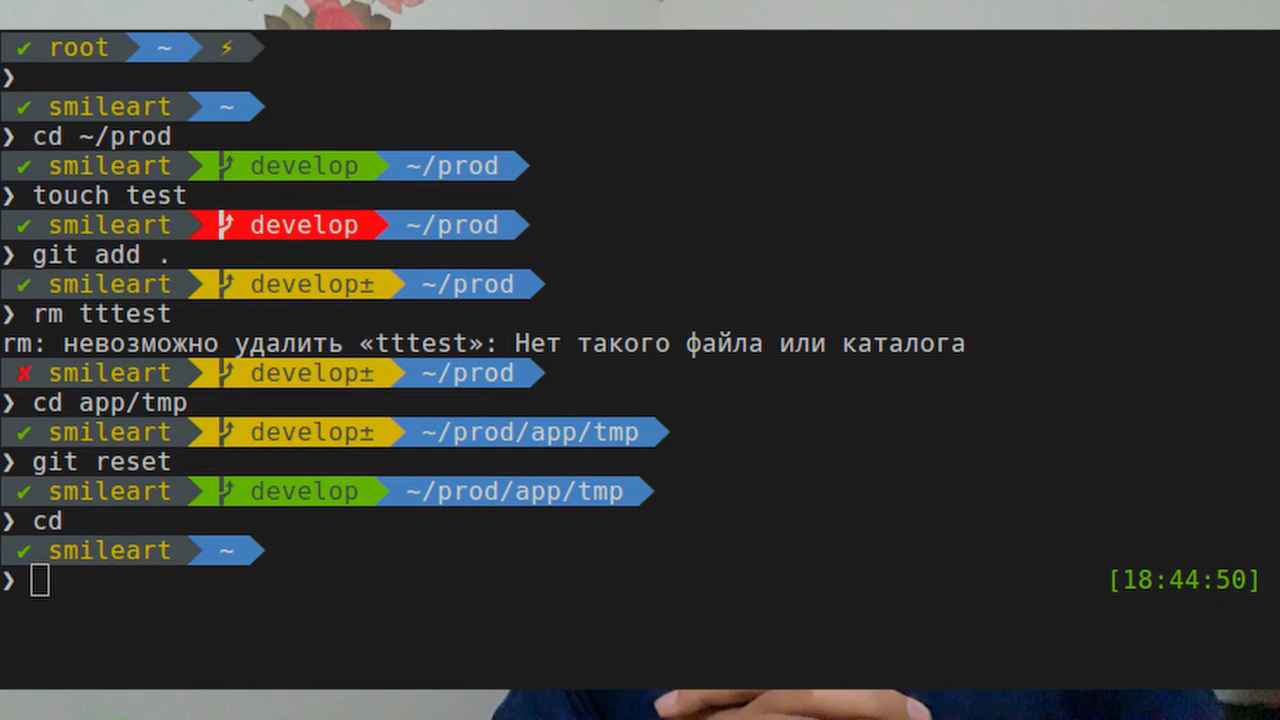 ✔ root ~ ⚡
❯
✔ smileart ~
❯ cd ~/prod
✔ smileart develop ~/prod
❯ touch test
✔ smileart develop ~/prod
❯ git add .
✔ smileart develop± ~/prod
❯ rm tttest
rm: невозможно удалить «tttest»: Нет такого файла или каталога
✘ smileart develop± ~/prod
❯ cd app/tmp
✔ smileart develop± ~/prod/app/tmp
❯ git reset
✔ smileart develop ~/prod/app/tmp
❯ cd
✔ smileart ~
❯ [18:44:50]